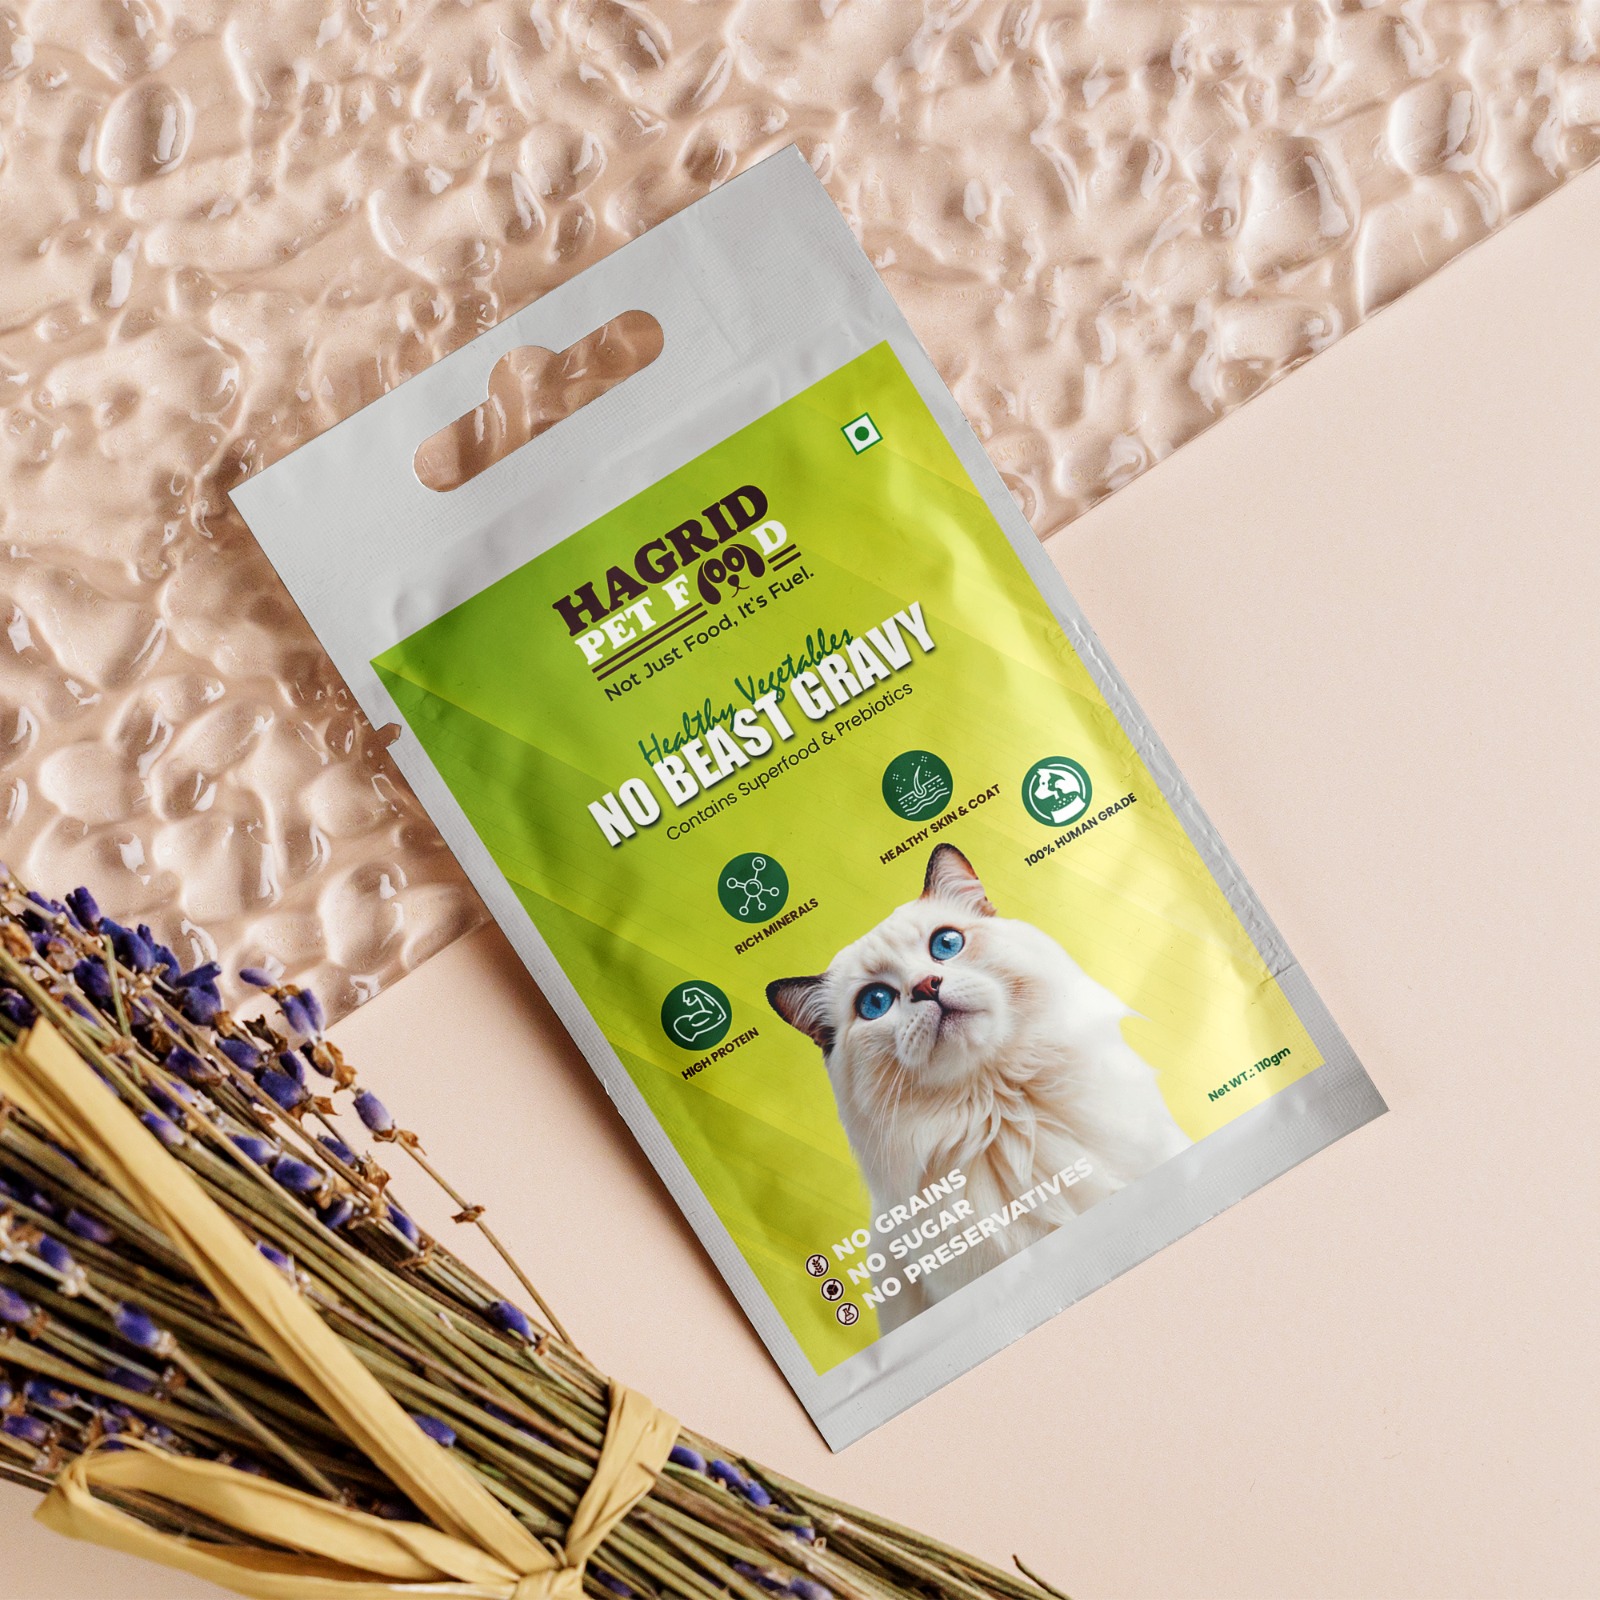 HAGRID
PET FOOD
Not Just Food, It's Fuel.
Healthy Vegetables
NO BEAST GRAVY
Contains Superfood & Prebiotics
HEALTHY SKIN & COAT
100% HUMAN GRADE
RICH MINERALS
HIGH PROTEIN
Net WT.: 110gm
NO GRAINS
NO SUGAR
NO PRESERVATIVES